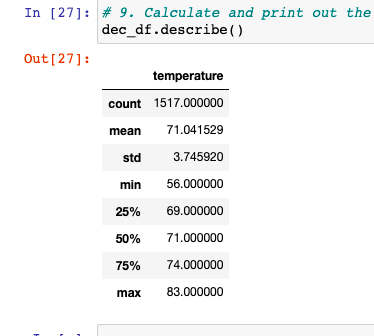 In [27]: # 9. Calculate and print out the
dec_df.describe()
Out[27]:
temperature
count 1517.000000
mean 71.041529
std 3.745920
min 56.000000
25% 69.000000
50% 71.000000
75% 74.000000
max 83.000000